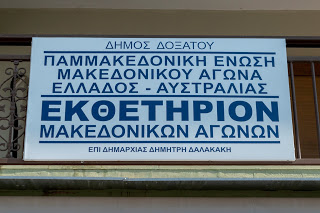 ΔΗΜΟΣ ΔΟΞΑΤΟΥ
ΠΑΜΜΑΚΕΔΟΝΙΚΗ ΕΝΩΣΗ
ΜΑΚΕΔΟΝΙΚΟΥ ΑΓΩΝΑ
ΕΛΛΑΔΟΣ - ΑΥΣΤΡΑΛΙΑΣ
ΕΚΘΕΤΗΡΙΟΝ
ΜΑΚΕΔΟΝΙΚΩΝ ΑΓΩΝΩΝ
ΕΠΙ ΔΗΜΑΡΧΙΑΣ ΔΗΜΗΤΡΗ ΔΑΛΑΚΑΚΗ